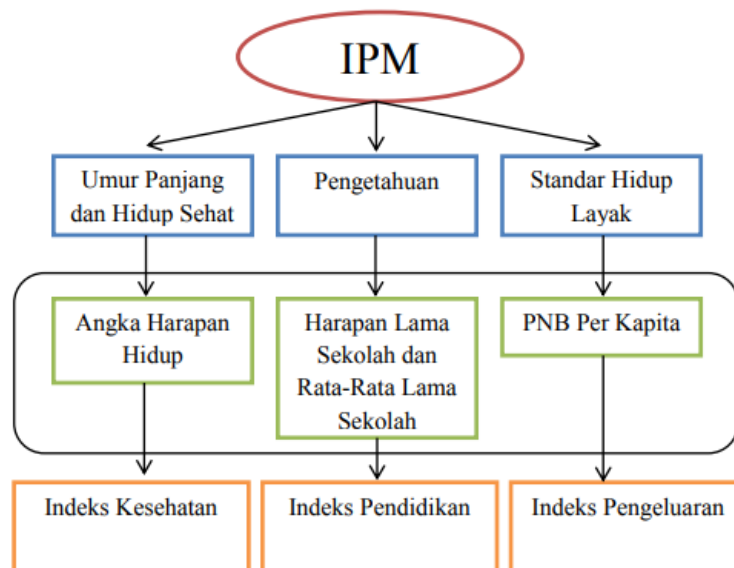 IPM
Umur Panjang
dan Hidup Sehat
Pengetahuan
Standar Hidup
Layak
Angka Harapan
Hidup
Harapan Lama
Sekolah dan
Rata-Rata Lama
Sekolah
PNB Per Kapita
Indeks Kesehatan
Indeks Pendidikan
Indeks Pengeluaran